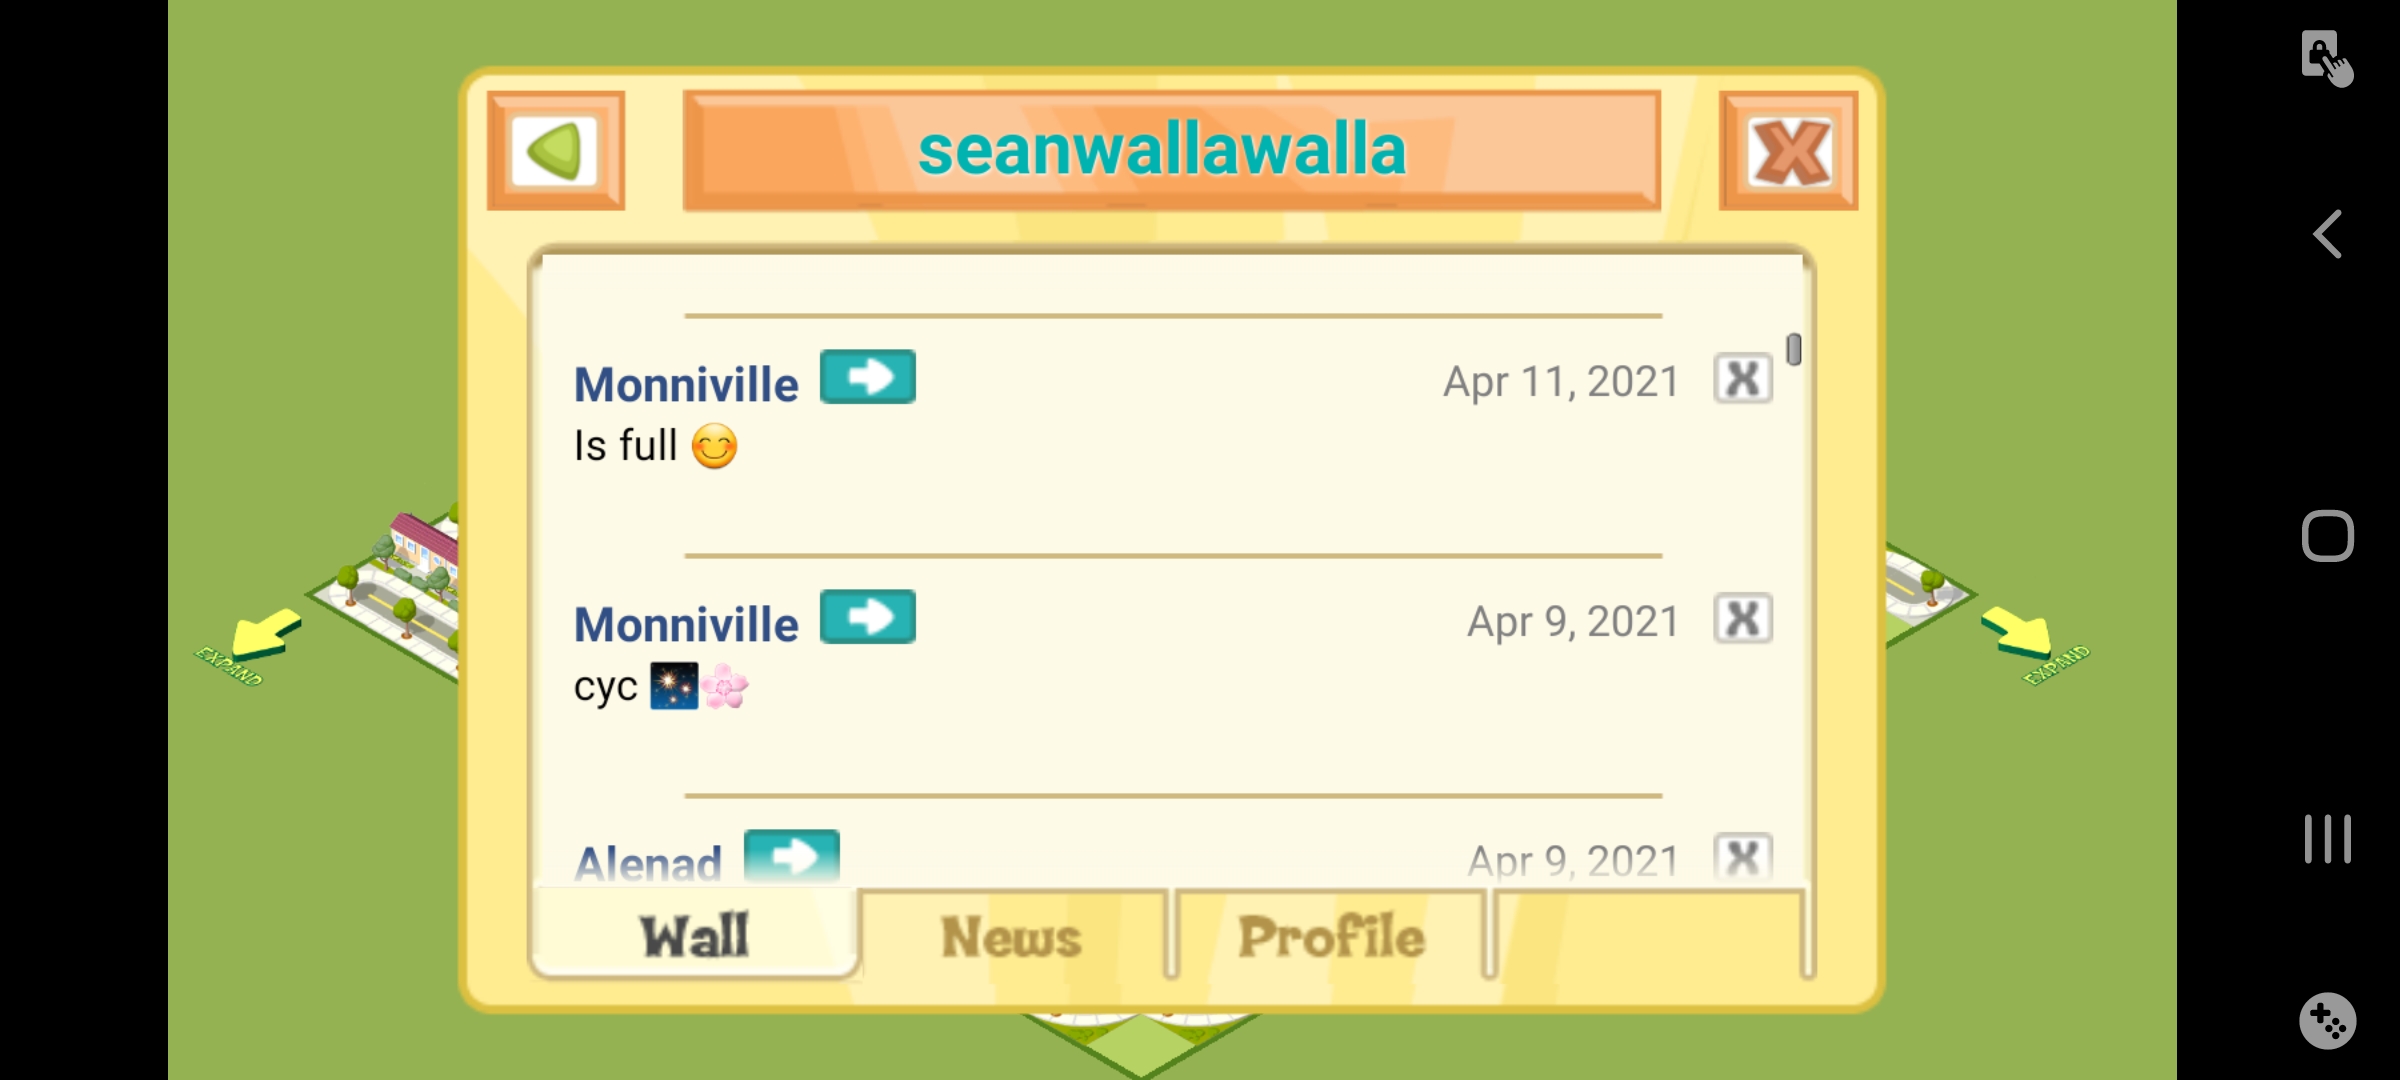 seanwallawalla
Monniville Apr 11, 2021
Is full 😊
Monniville Apr 9, 2021
cyc 🎇🌸
Alenad Apr 9, 2021
EXPAND
EXPAND
Wall News Profile